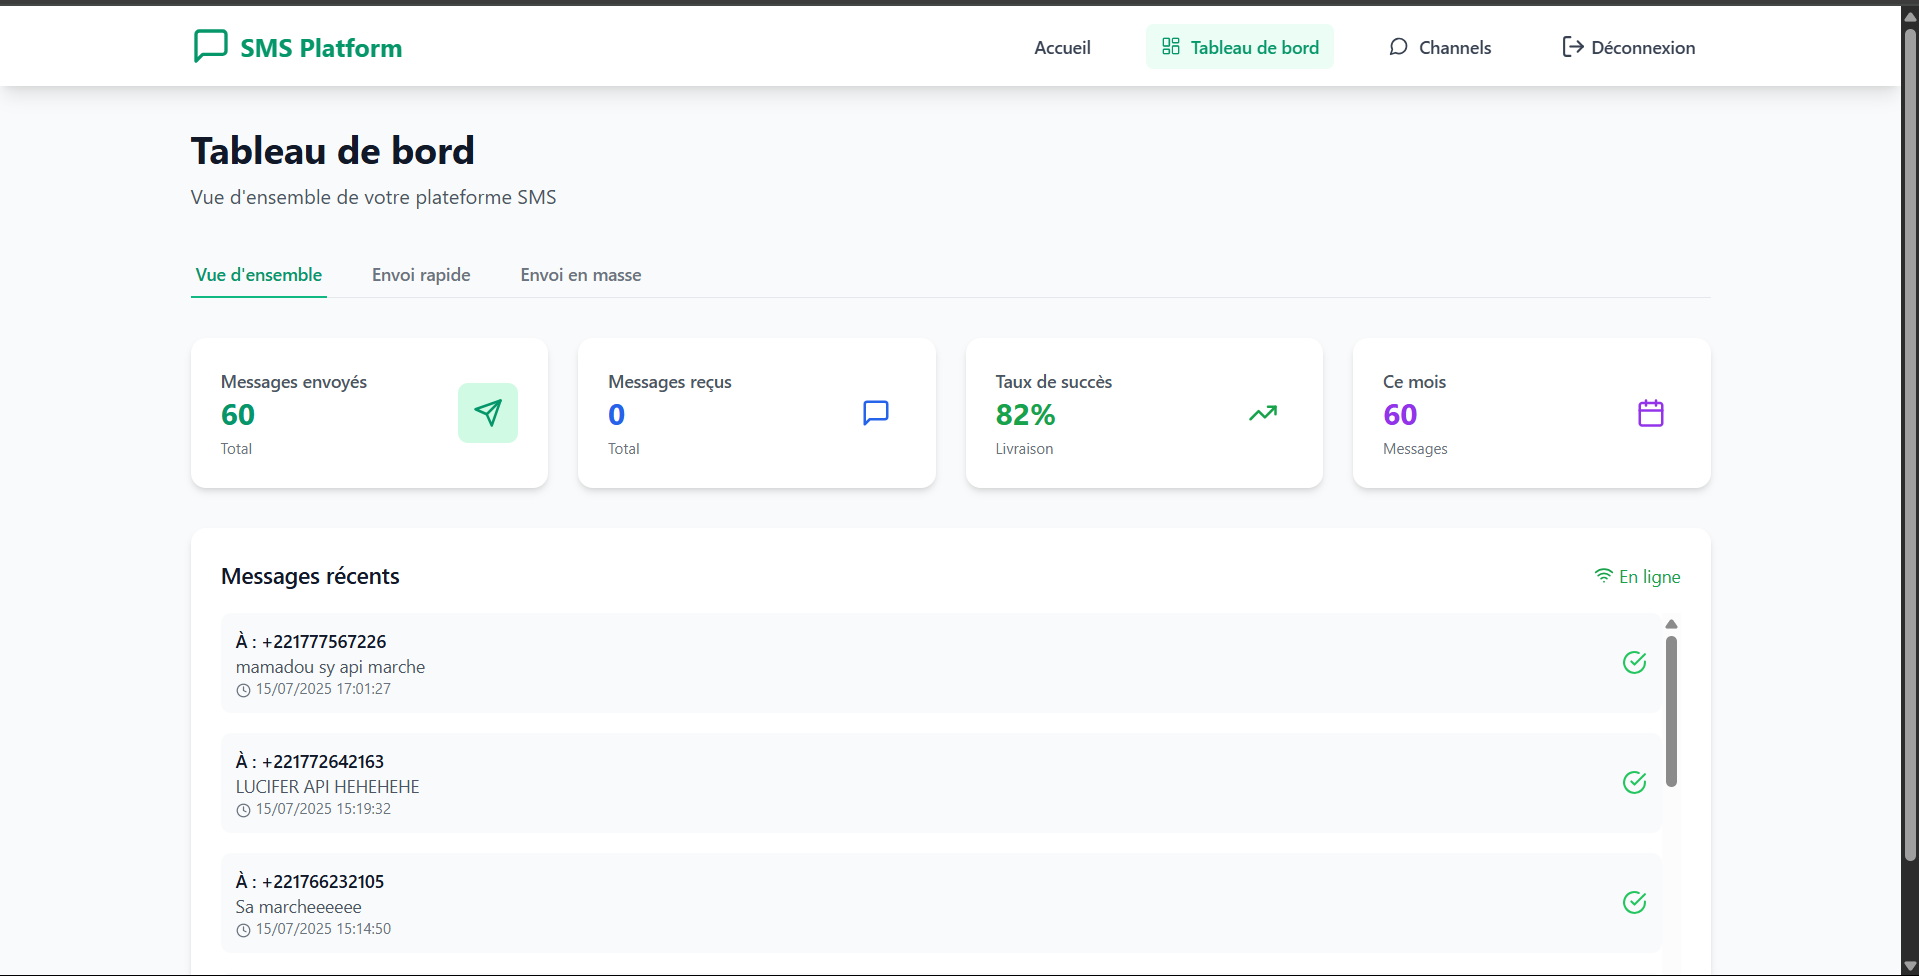 SMS Platform
Accueil
Tableau de bord
Channels
Déconnexion
Tableau de bord
Vue d'ensemble de votre plateforme SMS
Vue d'ensemble
Envoi rapide
Envoi en masse
Messages envoyés
60
Total
Messages reçus
0
Total
Taux de succès
82%
Livraison
Ce mois
60
Messages
Messages récents
En ligne
À : +221777567226
mamadou sy api marche
15/07/2025 17:01:27
À : +221772642163
LUCIFER API HEHEHEHE
15/07/2025 15:19:32
À : +221766232105
Sa marcheeeeee
15/07/2025 15:14:50